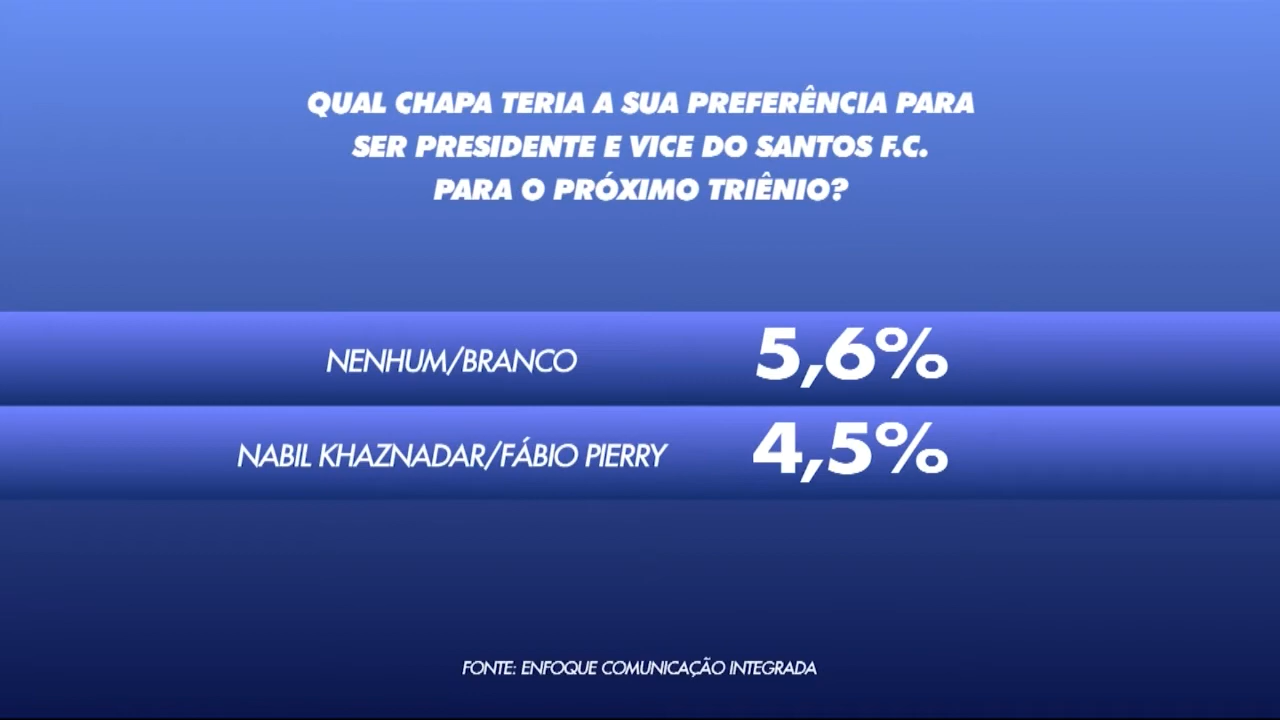 QUAL CHAPA TERIA A SUA PREFERÊNCIA PARA
SER PRESIDENTE E VICE DO SANTOS F.C.
PARA O PRÓXIMO TRIÊNIO?
NENHUM/BRANCO 5,6%
NABIL KHAZNADAR/FÁBIO PIERRY 4,5%
FONTE: ENFOQUE COMUNICAÇÃO INTEGRADA